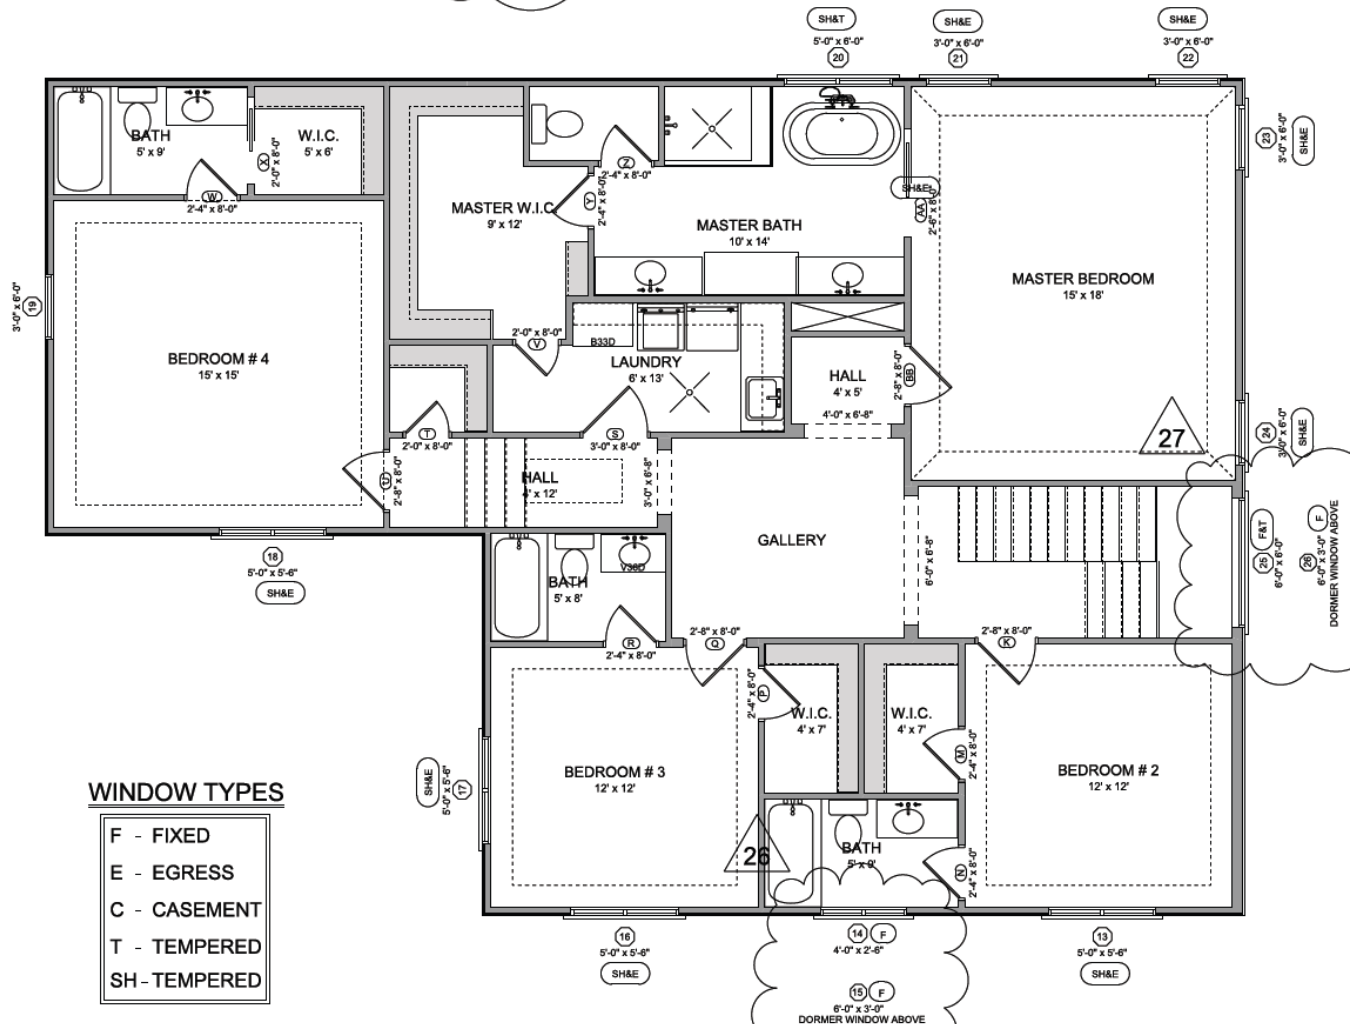 SH&T
5'-0" x 6'-0"
20
SH&E
3'-0" x 6'-0"
21
SH&E
3'-0" x 6'-0"
22
BATH
5' x 9'
W.I.C.
5' x 6'
X
2'-0" x 8'-0"
W
2'-4" x 8'-0"
MASTER W.I.C.
9' x 12'
Z
2'-4" x 8'-0"
Y
2'-4" x 8'-0"
MASTER BATH
10' x 14'
SH&E
AA
2'-6" x 8'-0"
23
3'-0" x 6'-0"
SH&E
MASTER BEDROOM
15' x 18'
19
3'-0" x 6'-0"
BEDROOM # 4
15' x 15'
2'-0" x 8'-0"
V
B33D
LAUNDRY
6' x 13'
HALL
4' x 5'
4'-0" x 6'-8"
BB
2'-8" x 8'-0"
27
24
3'-0" x 6'-0"
SH&E
T
2'-0" x 8'-0"
S
3'-0" x 8'-0"
U
2'-8" x 8'-0"
HALL
4' x 12'
3'-0" x 6'-8"
GALLERY
6'-0" x 6'-8"
F&T
25
6'-0" x 6'-0"
F
26
6'-0" x 3'-0"
DORMER WINDOW ABOVE
18
5'-0" x 5'-6"
SH&E
BATH
5' x 8'
V36D
R
2'-4" x 8'-0"
2'-8" x 8'-0"
Q
2'-8" x 8'-0"
K
P
2'-4" x 8'-0"
W.I.C.
4' x 7'
W.I.C.
4' x 7'
M
2'-4" x 8'-0"
SH&E
17
5'-0" x 5'-6"
BEDROOM # 3
12' x 12'
BEDROOM # 2
12' x 12'
26
BATH
5' x 9'
N
2'-4" x 8'-0"
WINDOW TYPES
F - FIXED
E - EGRESS
C - CASEMENT
T - TEMPERED
SH - TEMPERED
16
5'-0" x 5'-6"
SH&E
14 F
4'-0" x 2'-6"
15 F
6'-0" x 3'-0"
DORMER WINDOW ABOVE
13
5'-0" x 5'-6"
SH&E